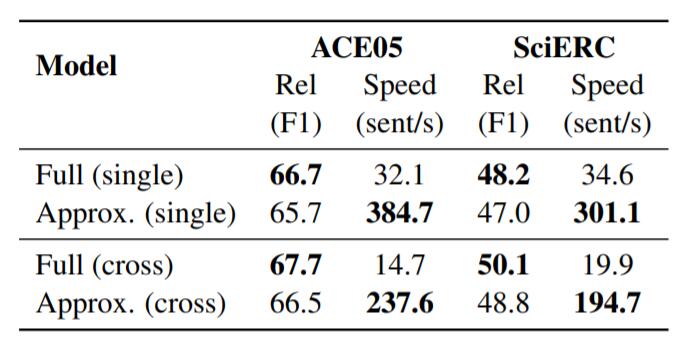 Model ACE05 SciERC
Rel Speed Rel Speed
(F1) (sent/s) (F1) (sent/s)
Full (single) 66.7 32.1 48.2 34.6
Approx. (single) 65.7 384.7 47.0 301.1
Full (cross) 67.7 14.7 50.1 19.9
Approx. (cross) 66.5 237.6 48.8 194.7